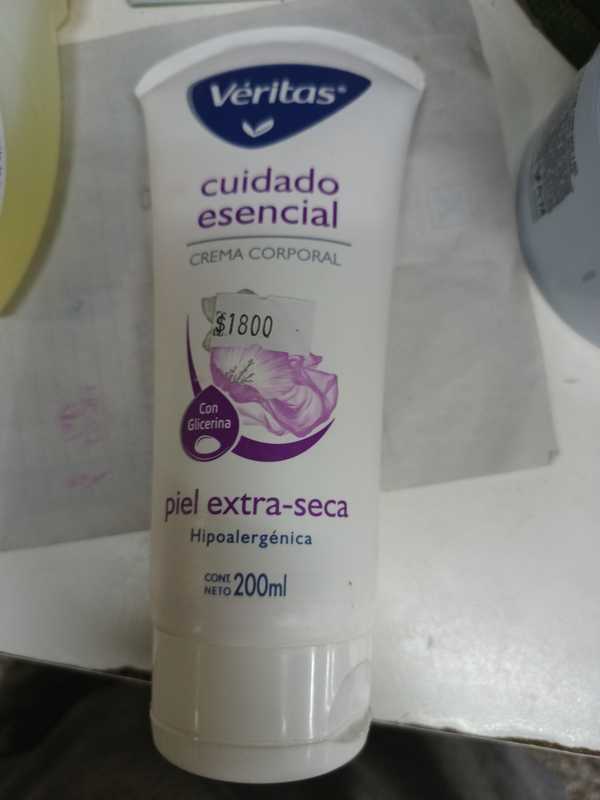 Véritas
cuidado
esencial
CREMA CORPORAL
$1800
Con
Glicerina
piel extra-seca
Hipoalergénica
CONT.
NETO 200ml